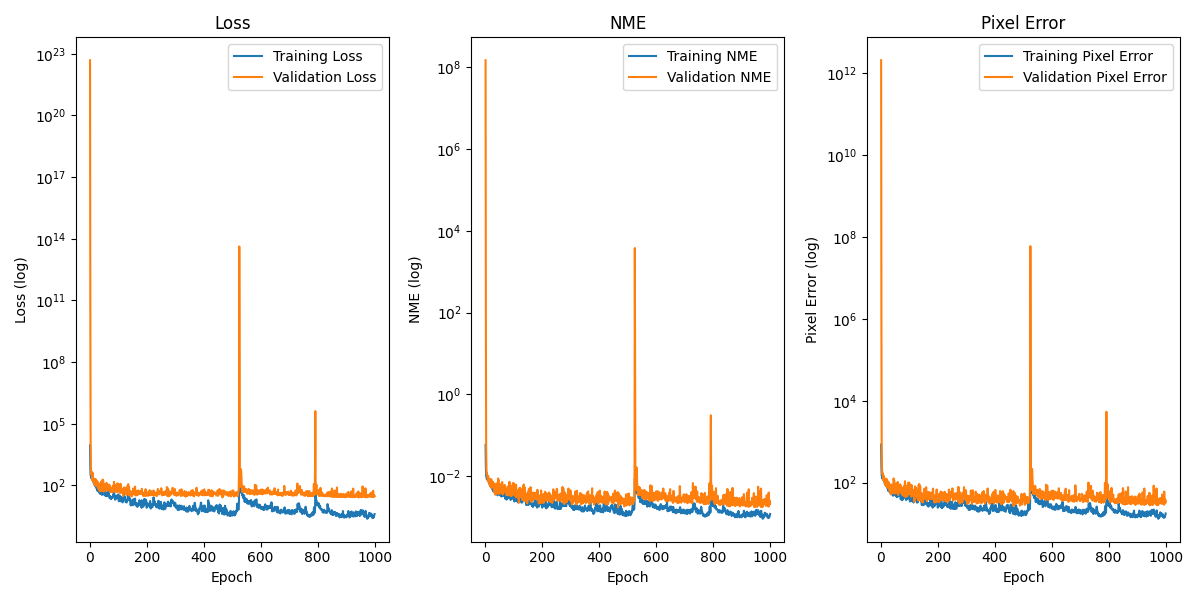 Loss
Training Loss
Validation Loss
10^23
10^20
10^17
10^14
10^11
10^8
10^5
10^2
Loss (log)
0 200 400 600 800 1000
Epoch
NME
Training NME
Validation NME
10^8
10^6
10^4
10^2
10^0
10^−2
NME (log)
0 200 400 600 800 1000
Epoch
Pixel Error
Training Pixel Error
Validation Pixel Error
10^12
10^10
10^8
10^6
10^4
10^2
Pixel Error (log)
0 200 400 600 800 1000
Epoch